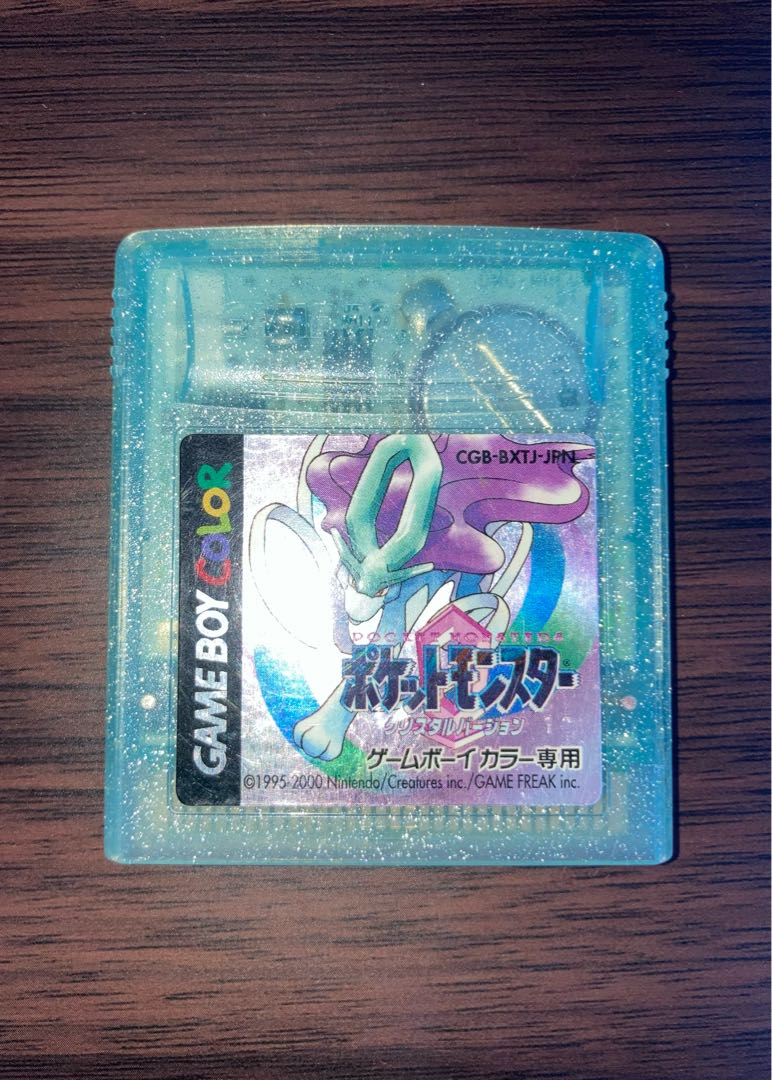 GAME BOY COLOR
CGB-BXTJ-JPN
POCKET MONSTERS
ポケットモンスター®
クリスタルバージョン
ゲームボーイカラー専用
©1995-2000 Nintendo/Creatures inc./GAME FREAK inc.